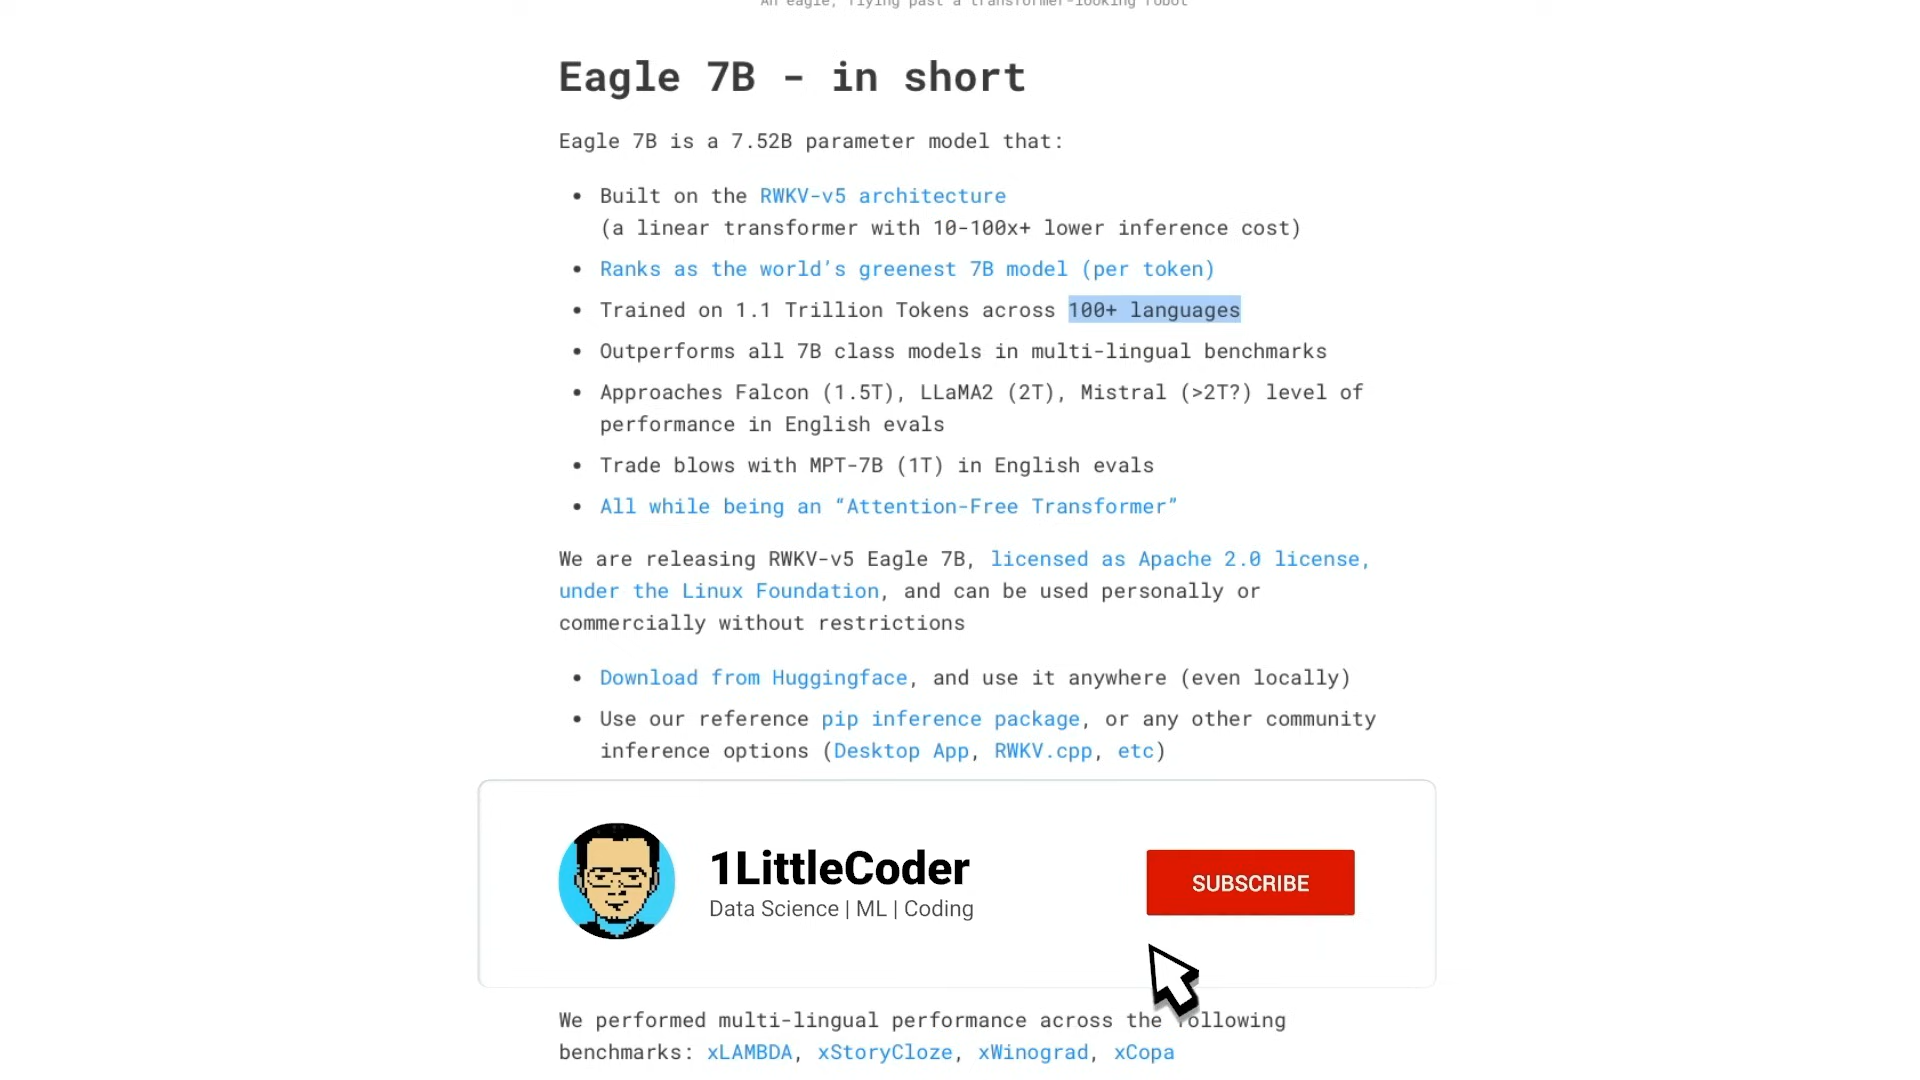 An eagle, flying past a transformer-looking robot
Eagle 7B - in short
Eagle 7B is a 7.52B parameter model that:
• Built on the RWKV-v5 architecture
(a linear transformer with 10-100x+ lower inference cost)
• Ranks as the world’s greenest 7B model (per token)
• Trained on 1.1 Trillion Tokens across 100+ languages
• Outperforms all 7B class models in multi-lingual benchmarks
• Approaches Falcon (1.5T), LLaMA2 (2T), Mistral (>2T?) level of
performance in English evals
• Trade blows with MPT-7B (1T) in English evals
• All while being an “Attention-Free Transformer”
We are releasing RWKV-v5 Eagle 7B, licensed as Apache 2.0 license,
under the Linux Foundation, and can be used personally or
commercially without restrictions
• Download from Huggingface, and use it anywhere (even locally)
• Use our reference pip inference package, or any other community
inference options (Desktop App, RWKV.cpp, etc)
1LittleCoder
Data Science | ML | Coding
SUBSCRIBE
We performed multi-lingual performance across the following
benchmarks: xLAMBDA, xStoryCloze, xWinograd, xCopa